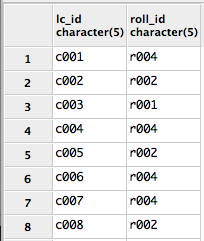 lc_id roll_id
character(5) character(5)
1 c001 r004
2 c002 r002
3 c003 r001
4 c004 r004
5 c005 r002
6 c006 r004
7 c007 r004
8 c008 r002